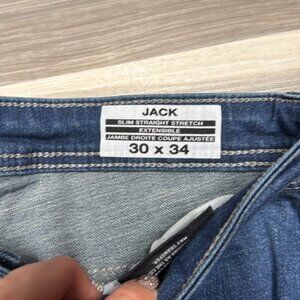 JACK
SLIM STRAIGHT STRETCH
EXTENSIBLE
JAMBE DROITE COUPE AJUSTÉE
30 x 34